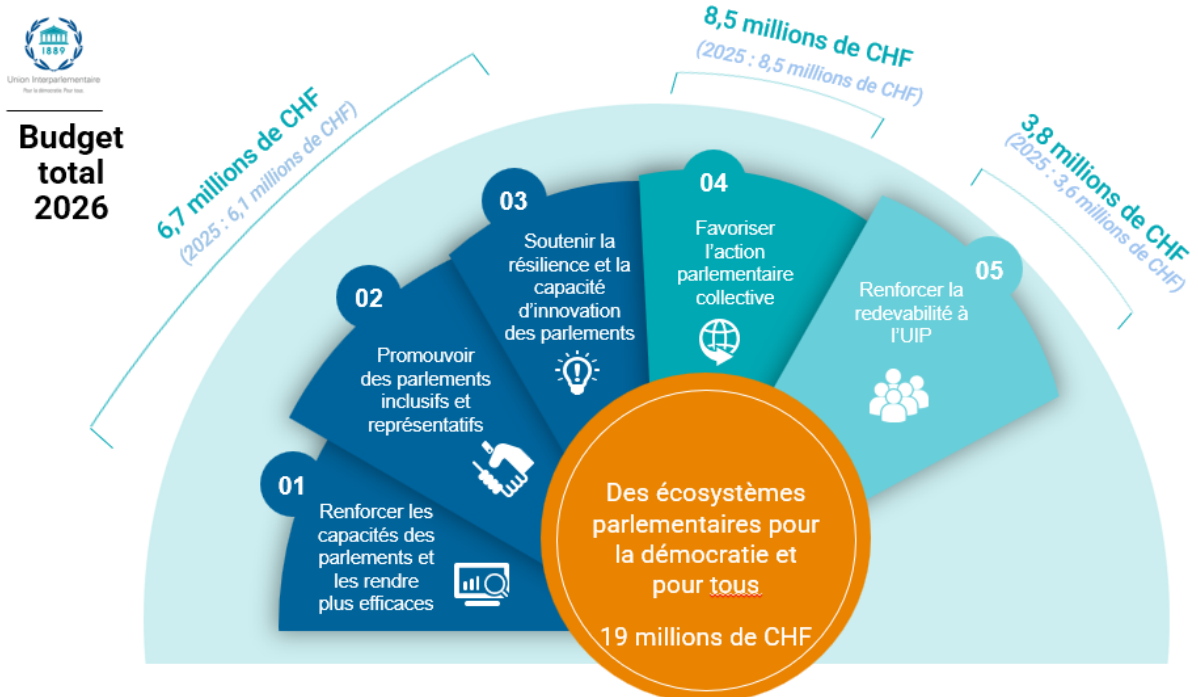 1889
Union Interparlementaire
Pour la démocratie. Pour tous.
Budget
total
2026
6,7 millions de CHF
(2025 : 6,1 millions de CHF)
8,5 millions de CHF
(2025 : 8,5 millions de CHF)
3,8 millions de CHF
(2025 : 3,6 millions de CHF)
01
Renforcer les
capacités des
parlements et
les rendre
plus efficaces
02
Promouvoir
des parlements
inclusifs et
représentatifs
03
Soutenir la
résilience et la
capacité
d’innovation
des parlements
04
Favoriser
l’action
parlementaire
collective
05
Renforcer la
redevabilité à
l’UIP
Des écosystèmes
parlementaires pour
la démocratie et
pour tous
19 millions de CHF